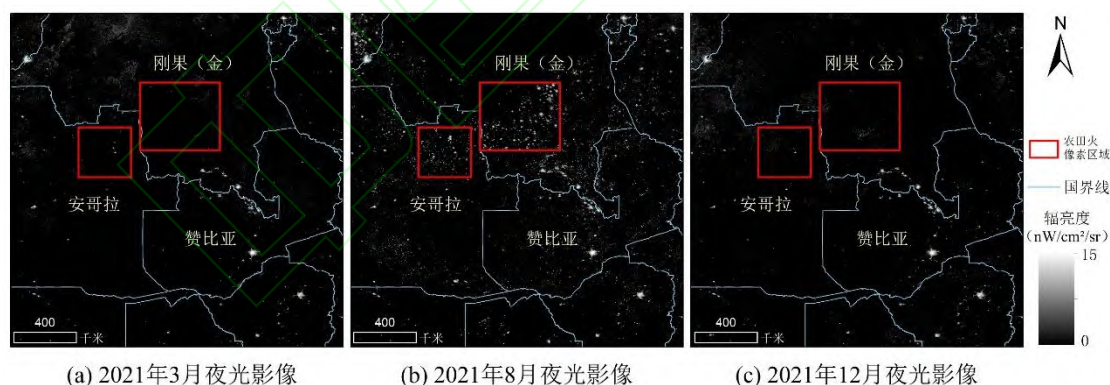 刚果（金）
安哥拉
赞比亚
400
千米
(a) 2021年3月夜光影像
刚果（金）
安哥拉
赞比亚
400
千米
(b) 2021年8月夜光影像
刚果（金）
安哥拉
赞比亚
400
千米
(c) 2021年12月夜光影像
N
农田火
像素区域
国界线
辐亮度
（nW/cm²/sr）
15
0